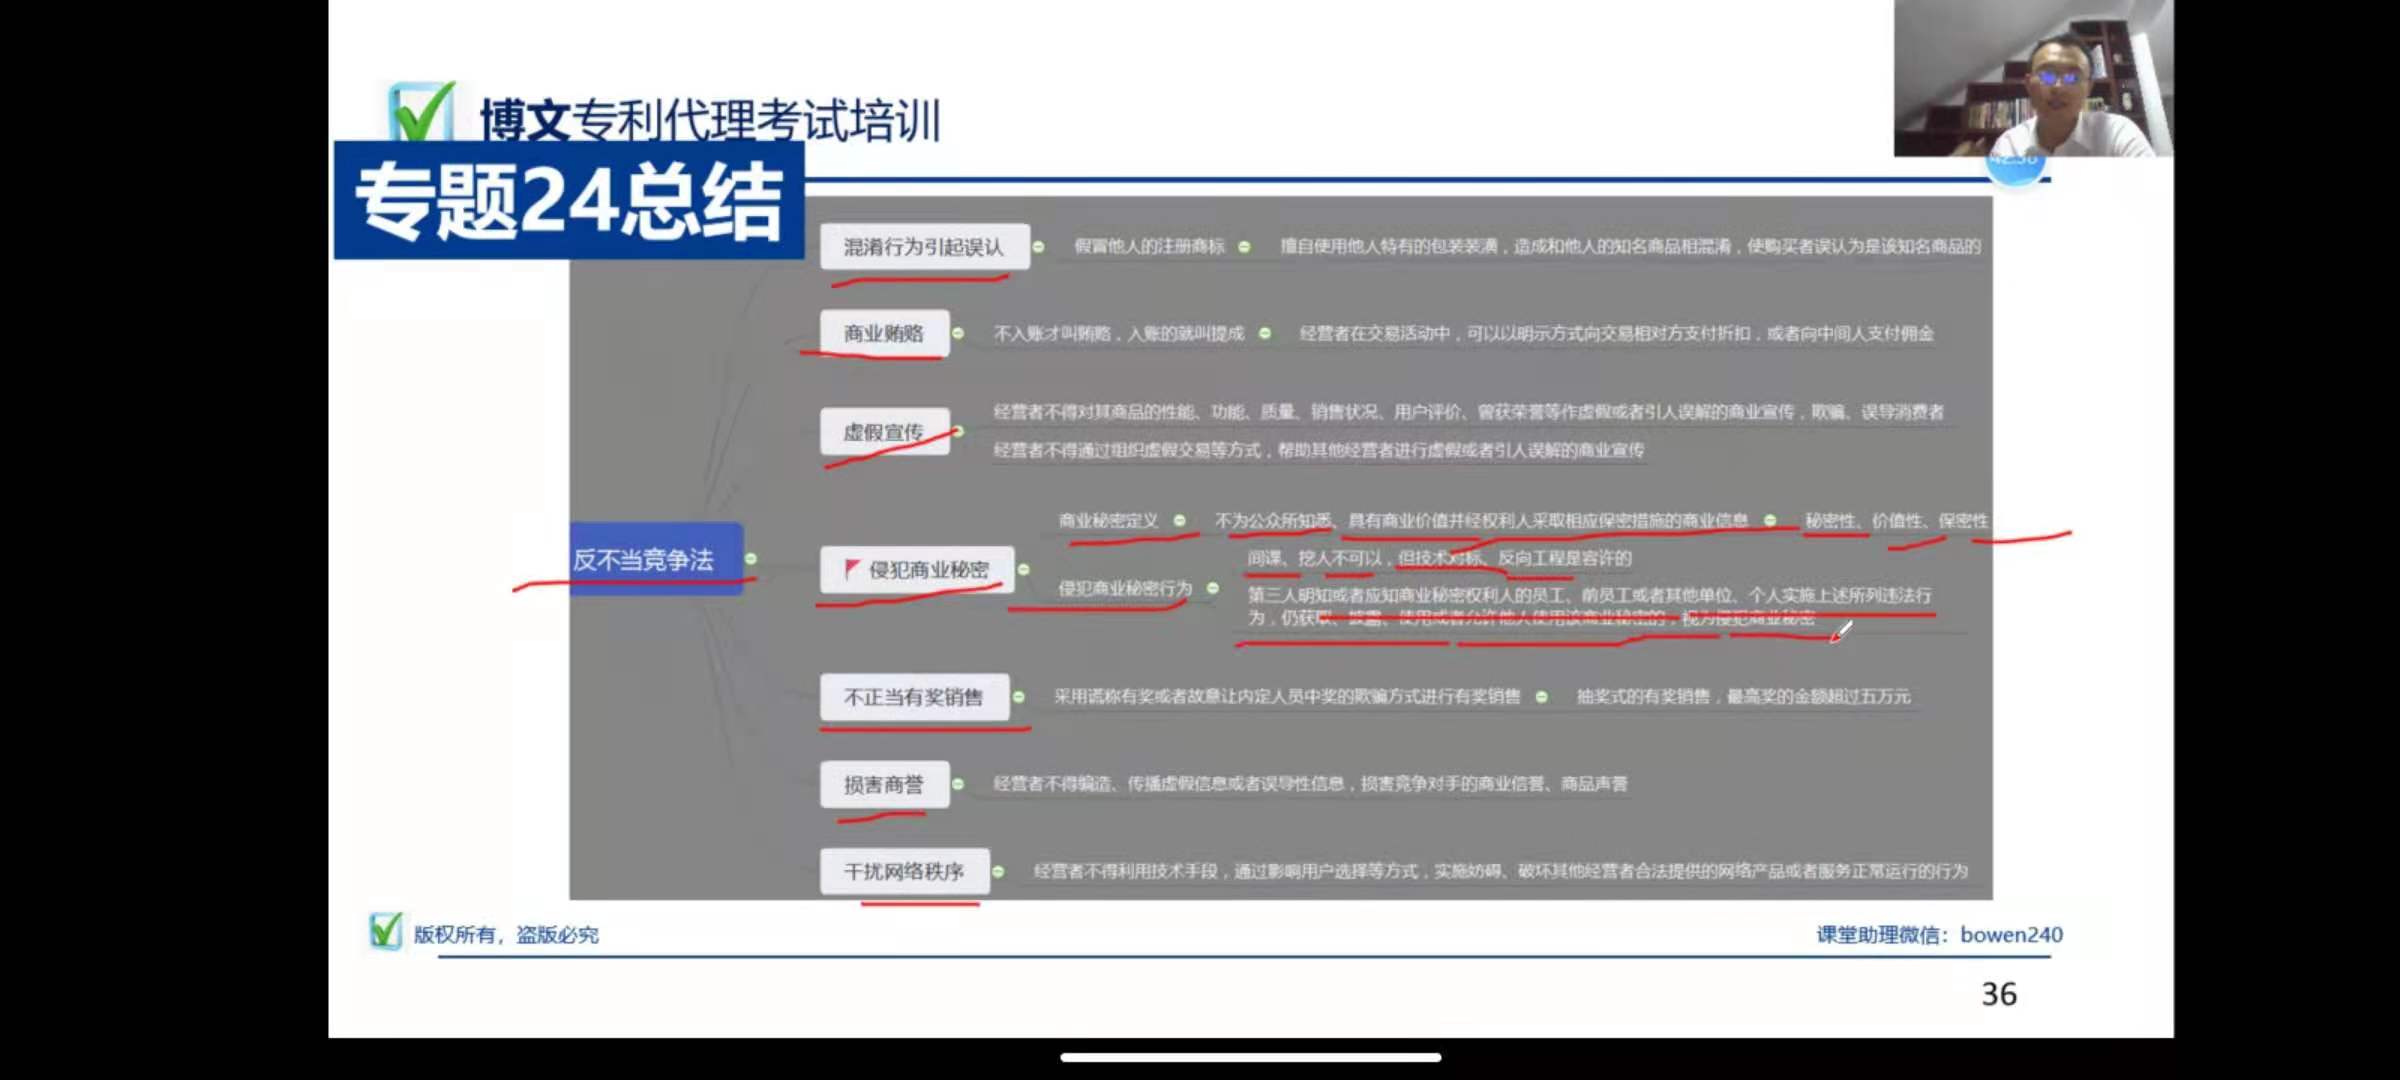 博文专利代理考试培训
专题24总结
混淆行为引起误认
假冒他人的注册商标
擅自使用他人特有的包装装潢，造成和他人的知名商品相混淆，使购买者误认为是该知名商品的
商业贿赂
不入账才叫贿赂，入账的就叫提成
经营者在交易活动中，可以以明示方式向交易相对方支付折扣，或者向中间人支付佣金
虚假宣传
经营者不得对其商品的性能、功能、质量、销售状况、用户评价、曾获荣誉等作虚假或者引人误解的商业宣传，欺骗、误导消费者
经营者不得通过组织虚假交易等方式，帮助其他经营者进行虚假或者引人误解的商业宣传
反不当竞争法
侵犯商业秘密
商业秘密定义
不为公众所知悉、具有商业价值并经权利人采取相应保密措施的商业信息
秘密性、价值性、保密性
侵犯商业秘密行为
间谍、挖人不可以，但技术对标、反向工程是容许的
第三人明知或者应知商业秘密权利人的员工、前员工或者其他单位、个人实施上述所列违法行
为，仍获取、披露、使用或者允许他人使用该商业秘密的，视为侵犯商业秘密
不正当有奖销售
采用谎称有奖或者故意让内定人员中奖的欺骗方式进行有奖销售
抽奖式的有奖销售，最高奖的金额超过五万元
损害商誉
经营者不得编造、传播虚假信息或者误导性信息，损害竞争对手的商业信誉、商品声誉
干扰网络秩序
经营者不得利用技术手段，通过影响用户选择等方式，实施妨碍、破坏其他经营者合法提供的网络产品或者服务正常运行的行为
版权所有，盗版必究
课堂助理微信：bowen240
36